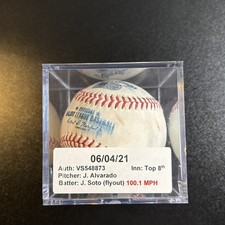 06/04/21
Auth: VS548873 Inn: Top 8th
Pitcher: J. Alvarado
Batter: J. Soto (flyout) 100.1 MPH